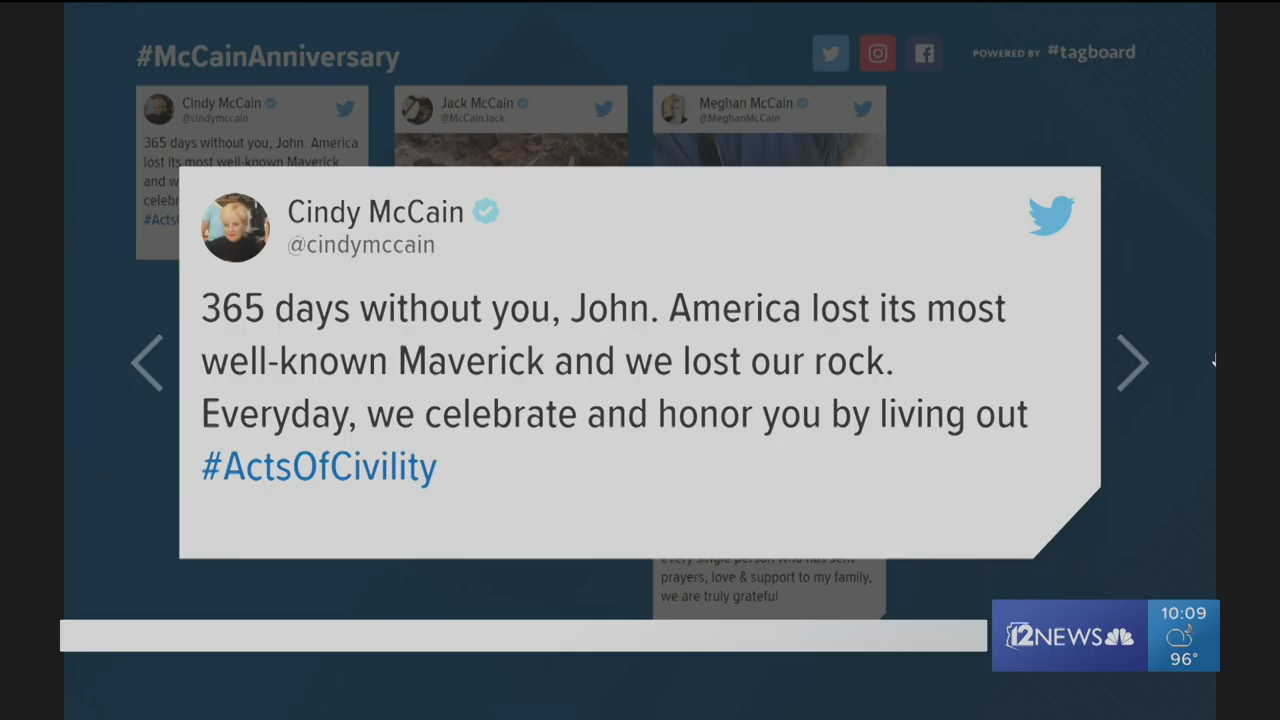 #McCainAnniversary
POWERED BY #tagboard
Cindy McCain
@cindymccain
365 days without you, John. America
lost its most well-known Maverick
and w
celebr
#Acts
Jack McCain
@McCainJack
Meghan McCain
@MeghanMcCain
Cindy McCain
@cindymccain
365 days without you, John. America lost its most
well-known Maverick and we lost our rock.
Everyday, we celebrate and honor you by living out
#ActsOfCivility
every single person who has sent
prayers, love & support to my family,
we are truly grateful
12NEWS
10:09
96°